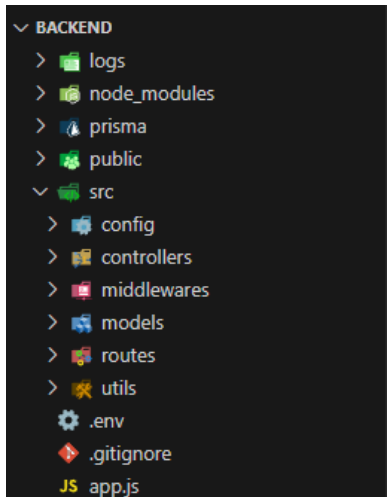 BACKEND
logs
node_modules
prisma
public
src
config
controllers
middlewares
models
routes
utils
.env
.gitignore
JS app.js